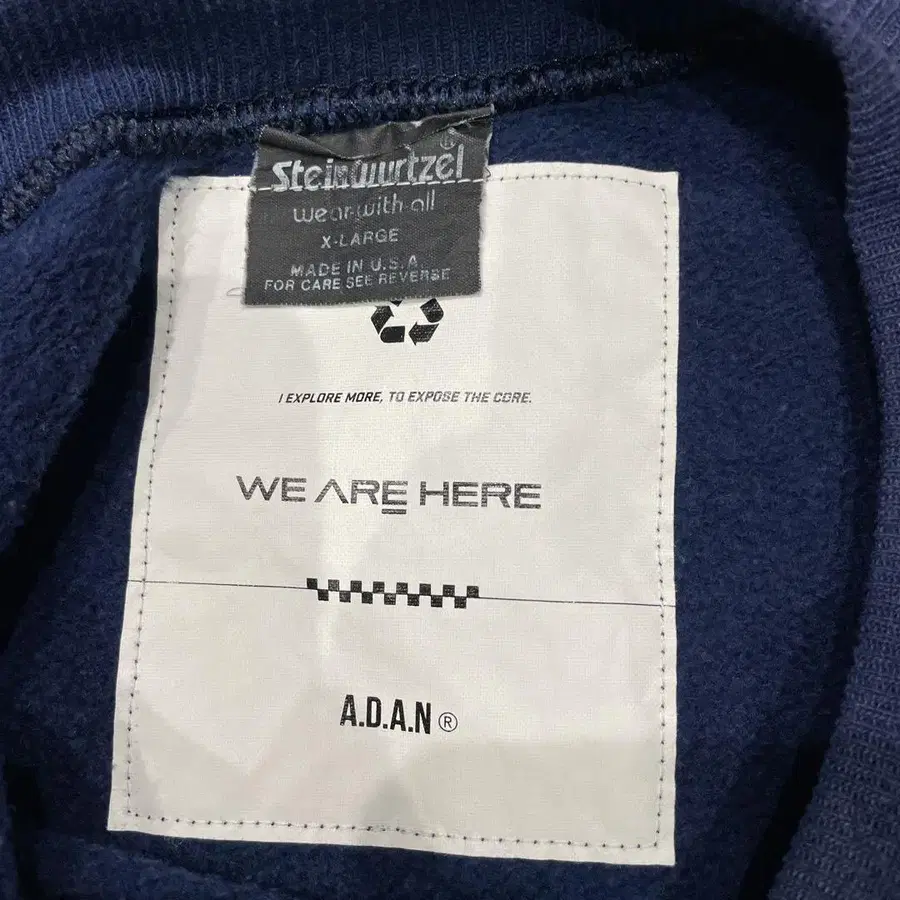 Steinwurtzel ®
wear with all
X-LARGE
MADE IN U.S.A.
FOR CARE SEE REVERSE
I EXPLORE MORE, TO EXPOSE THE CORE.
WE ARE HERE
A.D.A.N ®